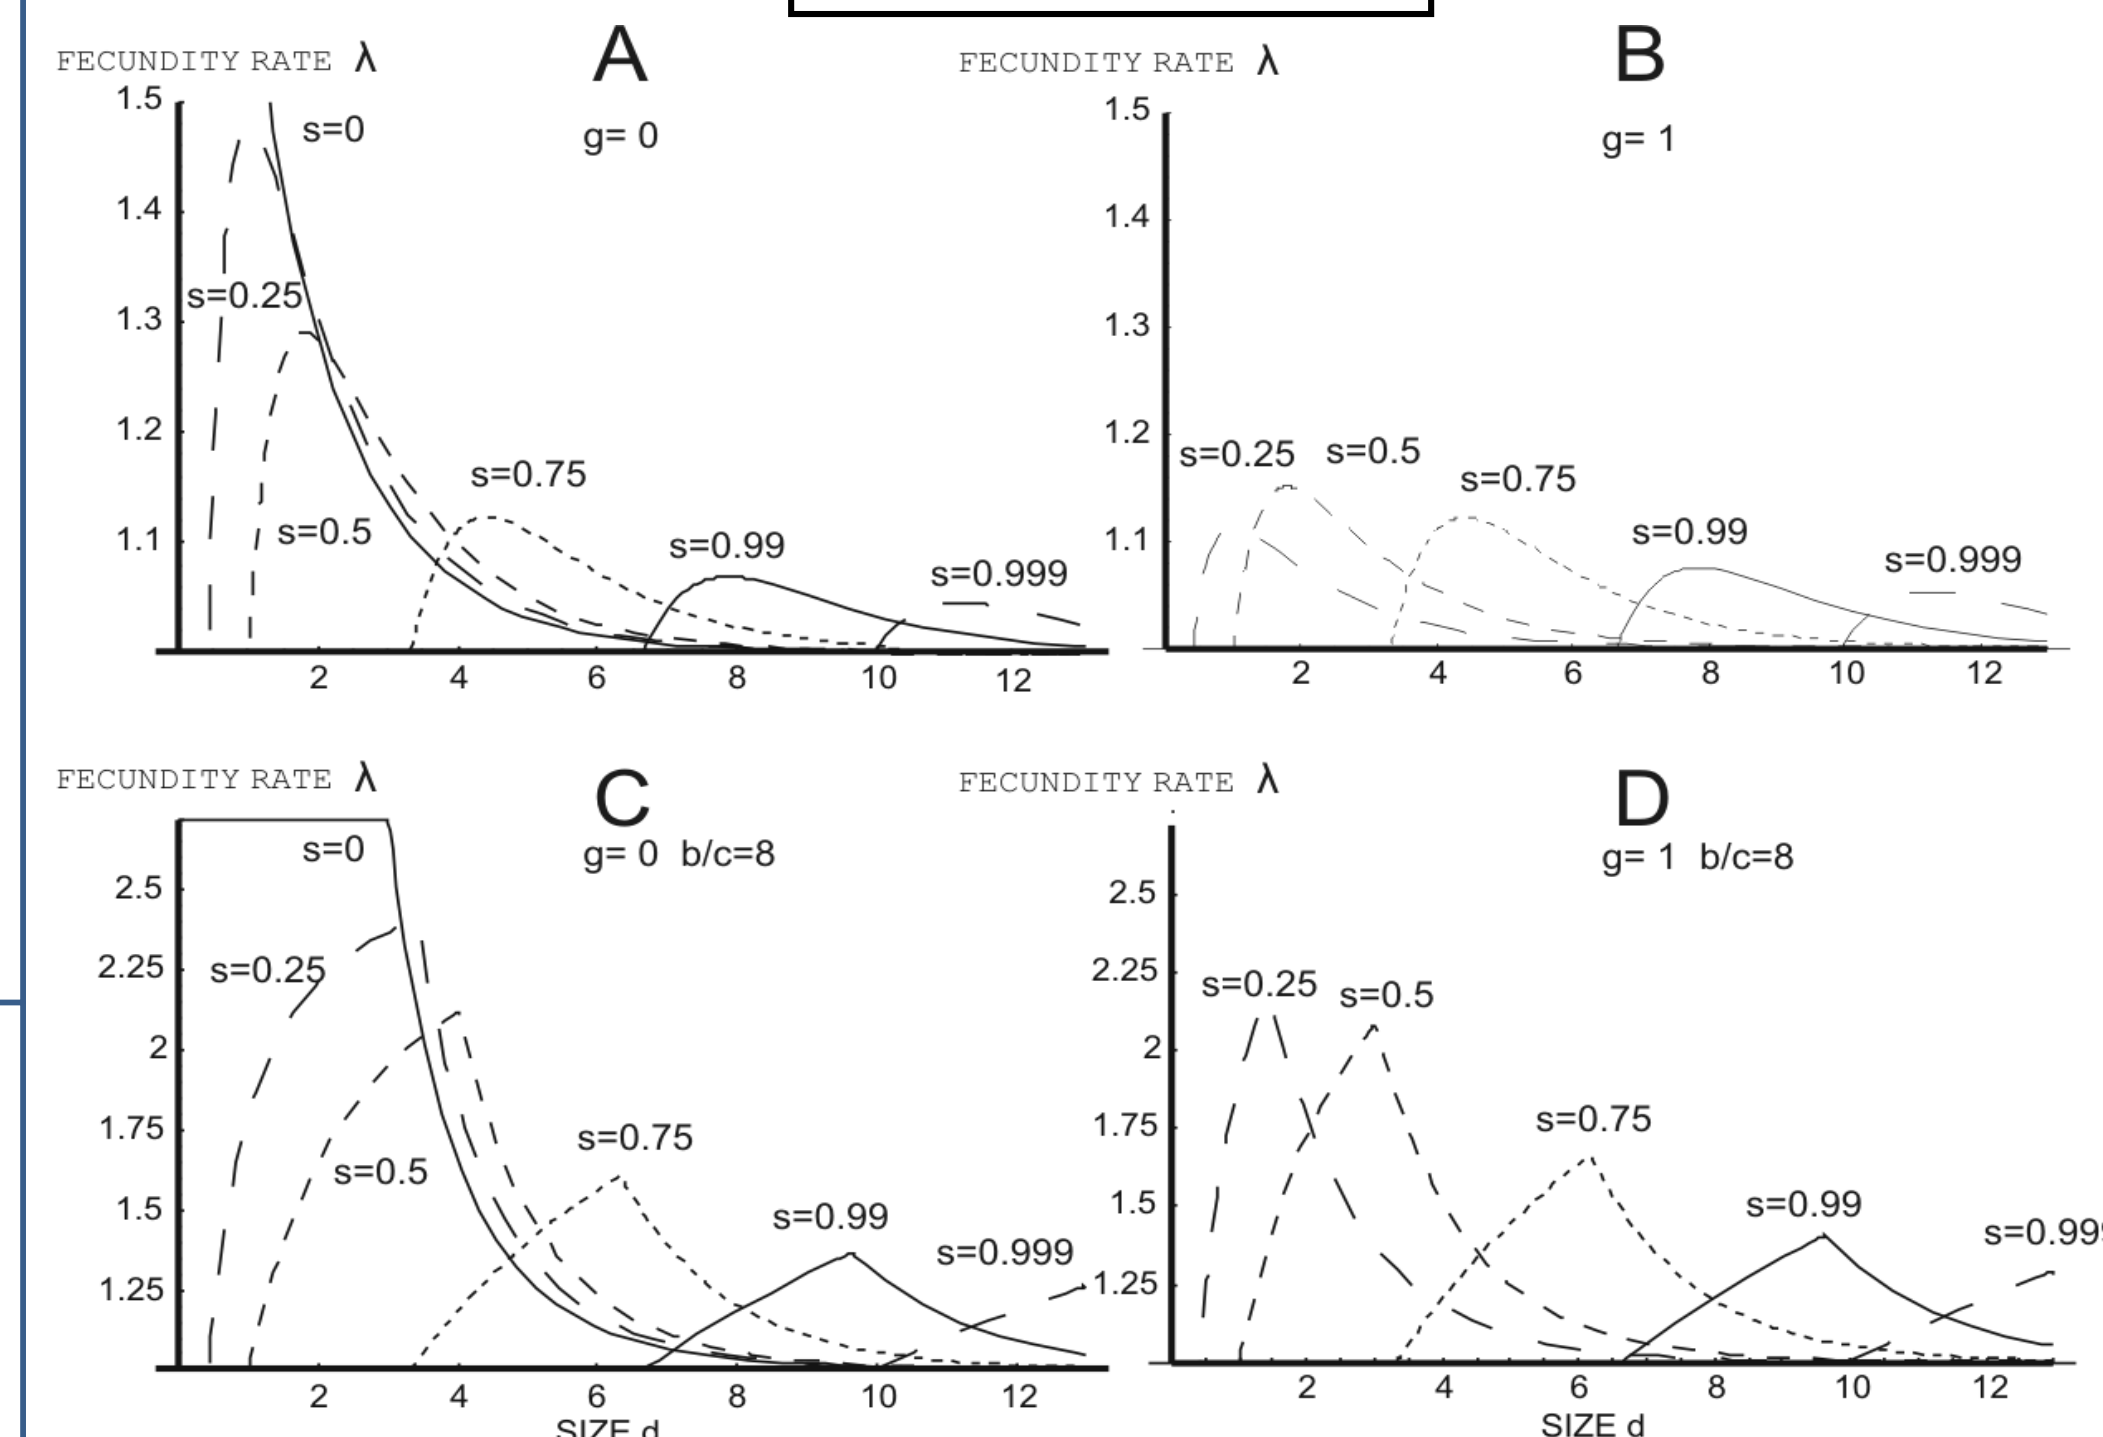 A
B
FECUNDITY RATE λ
FECUNDITY RATE λ
1.5
s=0
g= 0
1.5
g= 1
1.4
1.4
s=0.25
1.3
1.3
1.2
1.2
s=0.25
s=0.5
s=0.75
s=0.75
s=0.5
1.1
s=0.99
s=0.999
1.1
s=0.99
s=0.999
2
4
6
8
10
12
2
4
6
8
10
12
C
D
FECUNDITY RATE λ
FECUNDITY RATE λ
s=0
g= 0 b/c=8
g= 1 b/c=8
2.5
2.5
s=0.25
2.25
2.25
s=0.25
s=0.5
2
2
1.75
s=0.75
1.75
s=0.75
s=0.5
1.5
s=0.99
1.5
s=0.99
s=0.999
s=0.999
1.25
1.25
2
4
6
8
10
12
2
4
6
8
10
12
SIZE d
SIZE d